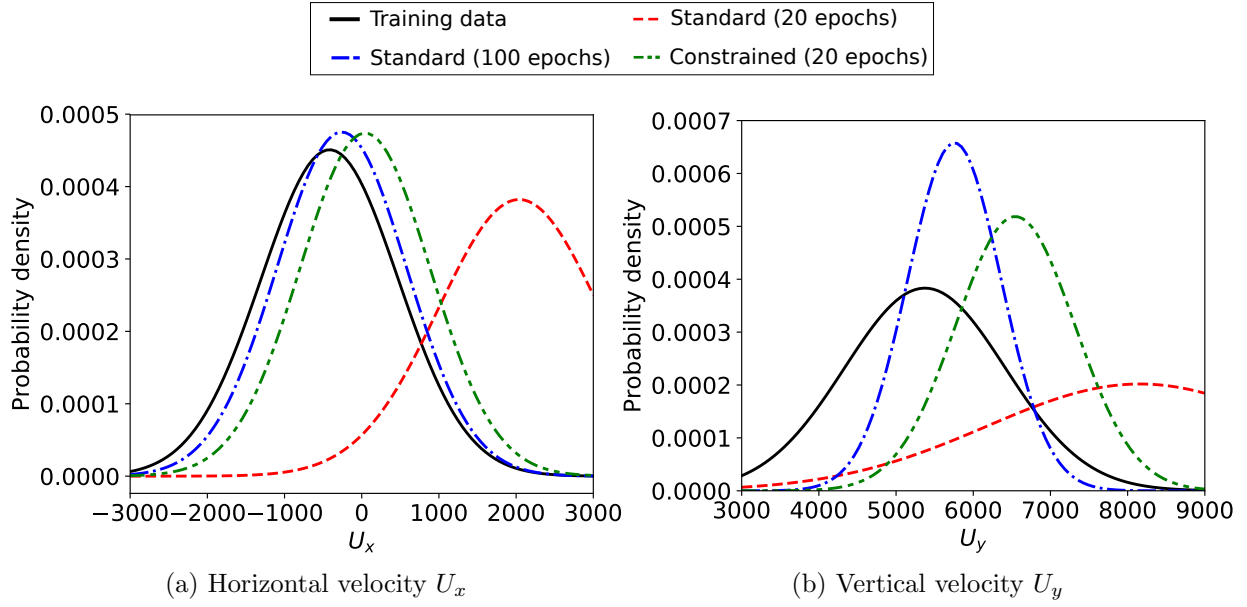 Training data
Standard (20 epochs)
Standard (100 epochs)
Constrained (20 epochs)
0.0005
0.0004
0.0003
0.0002
0.0001
0.0000
Probability density
−3000
−2000
−1000
0
1000
2000
3000
U_x
(a) Horizontal velocity U_x
0.0007
0.0006
0.0005
0.0004
0.0003
0.0002
0.0001
0.0000
Probability density
3000
4000
5000
6000
7000
8000
9000
U_y
(b) Vertical velocity U_y